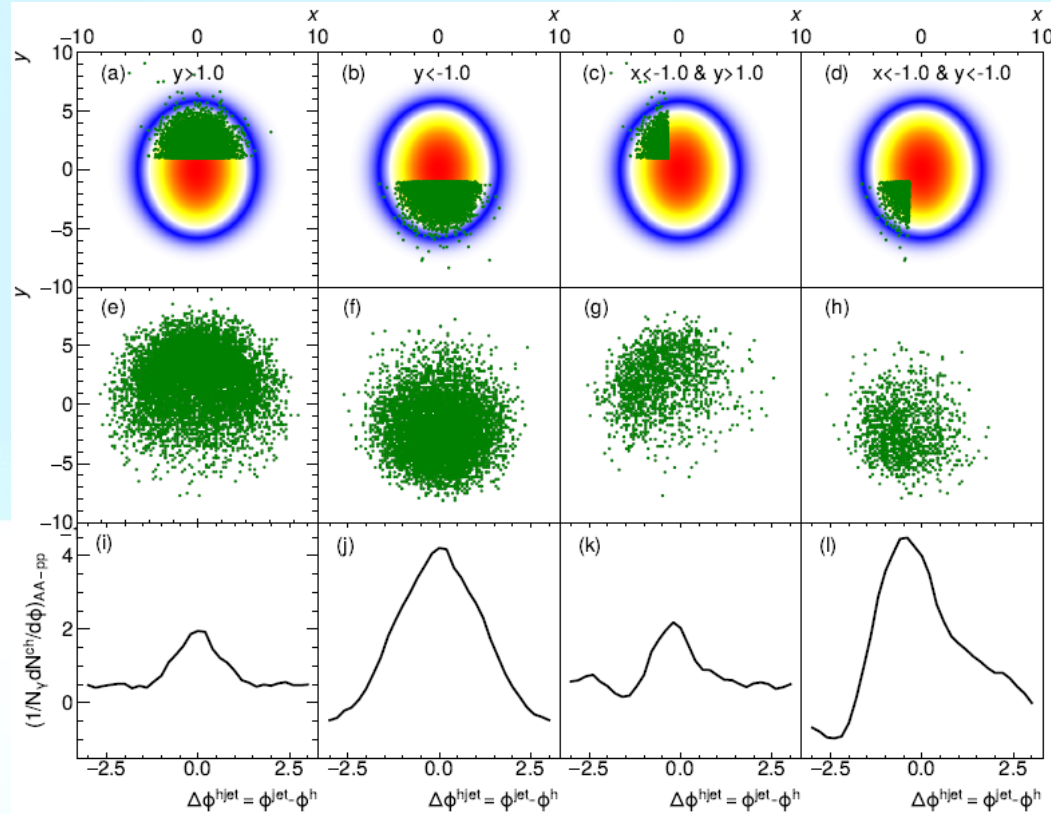 x x x x
−10 0 10 0 10 0 10 0 10
y 10 5 0 −5 −10
(a) y>1.0
(b) y<-1.0
(c) x<-1.0 & y>1.0
(d) x<-1.0 & y<-1.0
y 5 0 −5 −10
(e) (f) (g) (h)
(1/Nγ dN^ch/dϕ)AA−pp
4 2 0
(i) (j) (k) (l)
−2.5 0.0 2.5 −2.5 0.0 2.5 −2.5 0.0 2.5 −2.5 0.0 2.5
Δϕ^hjet = ϕ^jet-ϕ^h Δϕ^hjet = ϕ^jet-ϕ^h Δϕ^hjet = ϕ^jet-ϕ^h Δϕ^hjet = ϕ^jet-ϕ^h